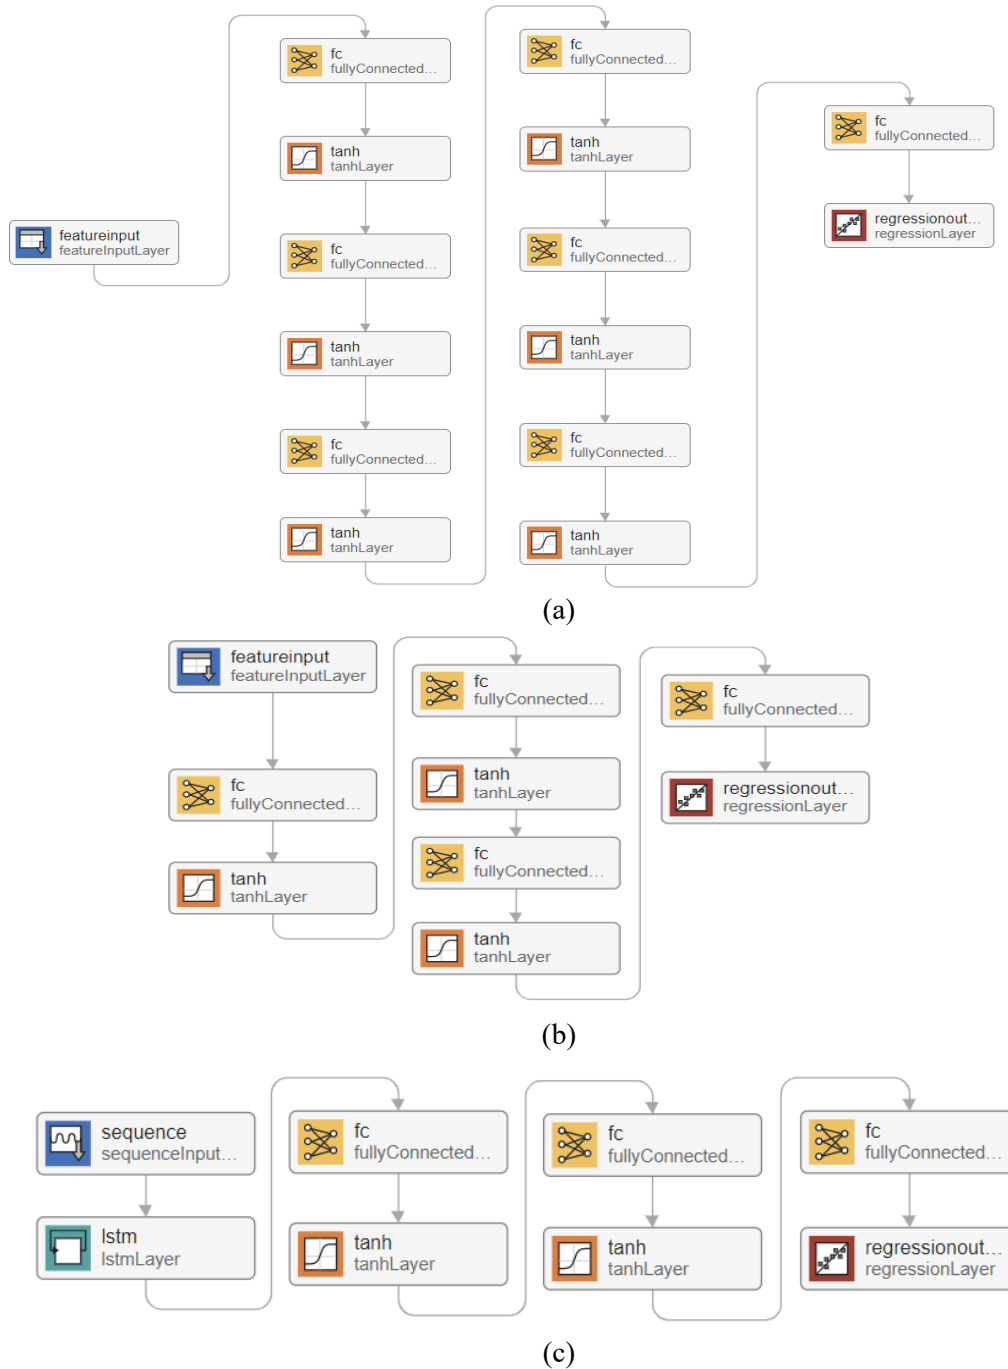 featureinput
featureInputLayer
fc
fullyConnected...
tanh
tanhLayer
fc
fullyConnected...
tanh
tanhLayer
fc
fullyConnected...
tanh
tanhLayer
fc
fullyConnected...
tanh
tanhLayer
fc
fullyConnected...
tanh
tanhLayer
fc
fullyConnected...
tanh
tanhLayer
fc
fullyConnected...
regressionout...
regressionLayer
(a)
featureinput
featureInputLayer
fc
fullyConnected...
tanh
tanhLayer
fc
fullyConnected...
tanh
tanhLayer
fc
fullyConnected...
tanh
tanhLayer
fc
fullyConnected...
regressionout...
regressionLayer
(b)
sequence
sequenceInput...
lstm
lstmLayer
fc
fullyConnected...
tanh
tanhLayer
fc
fullyConnected...
tanh
tanhLayer
fc
fullyConnected...
regressionout...
regressionLayer
(c)